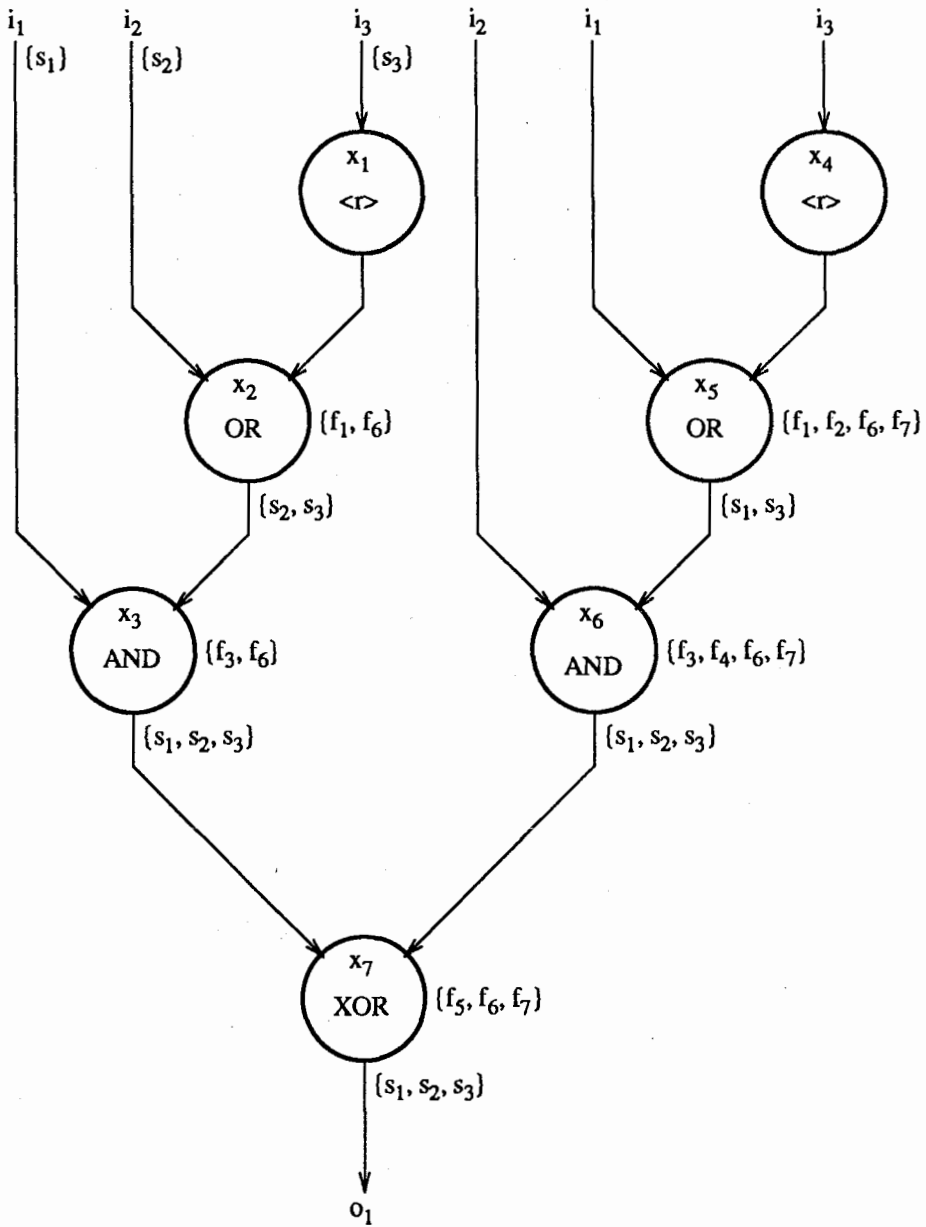 i₁ i₂ i₃ i₂ i₁ i₃
{s₁} {s₂} {s₃}
x₁ x₄
<r> <r>
x₂ x₅
OR {f₁, f₆} OR {f₁, f₂, f₆, f₇}
{s₂, s₃} {s₁, s₃}
x₃ x₆
AND {f₃, f₆} AND {f₃, f₄, f₆, f₇}
{s₁, s₂, s₃} {s₁, s₂, s₃}
x₇
XOR {f₅, f₆, f₇}
{s₁, s₂, s₃}
o₁